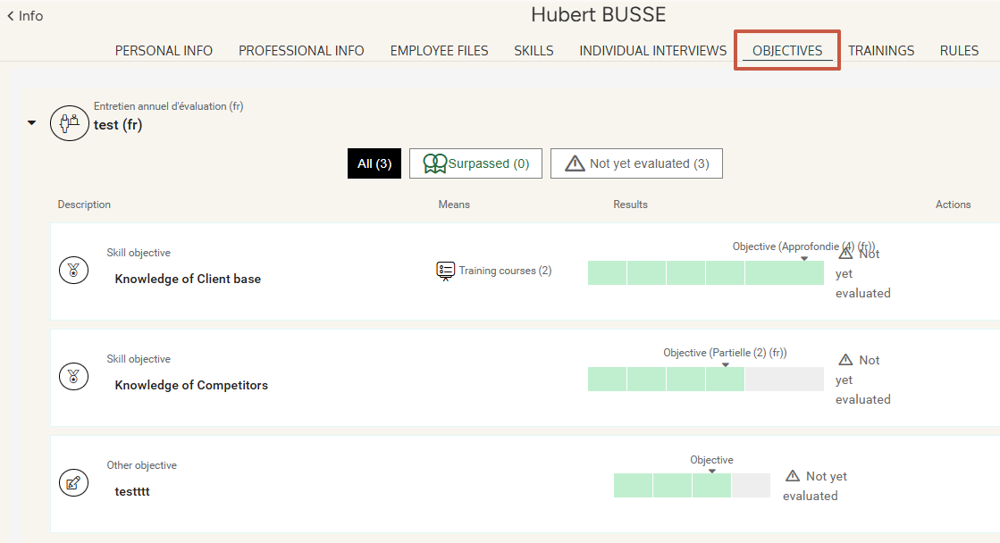 Info
Hubert BUSSE
PERSONAL INFO PROFESSIONAL INFO EMPLOYEE FILES SKILLS INDIVIDUAL INTERVIEWS OBJECTIVES TRAININGS RULES
Entretien annuel d'évaluation (fr)
test (fr)
All (3) Surpassed (0) Not yet evaluated (3)
Description Means Results Actions
Skill objective
Knowledge of Client base
Training courses (2)
Objective (Approfondie (4) (fr))
Not
yet
evaluated
Skill objective
Knowledge of Competitors
Objective (Partielle (2) (fr))
Not
yet
evaluated
Other objective
testttt
Objective
Not yet
evaluated